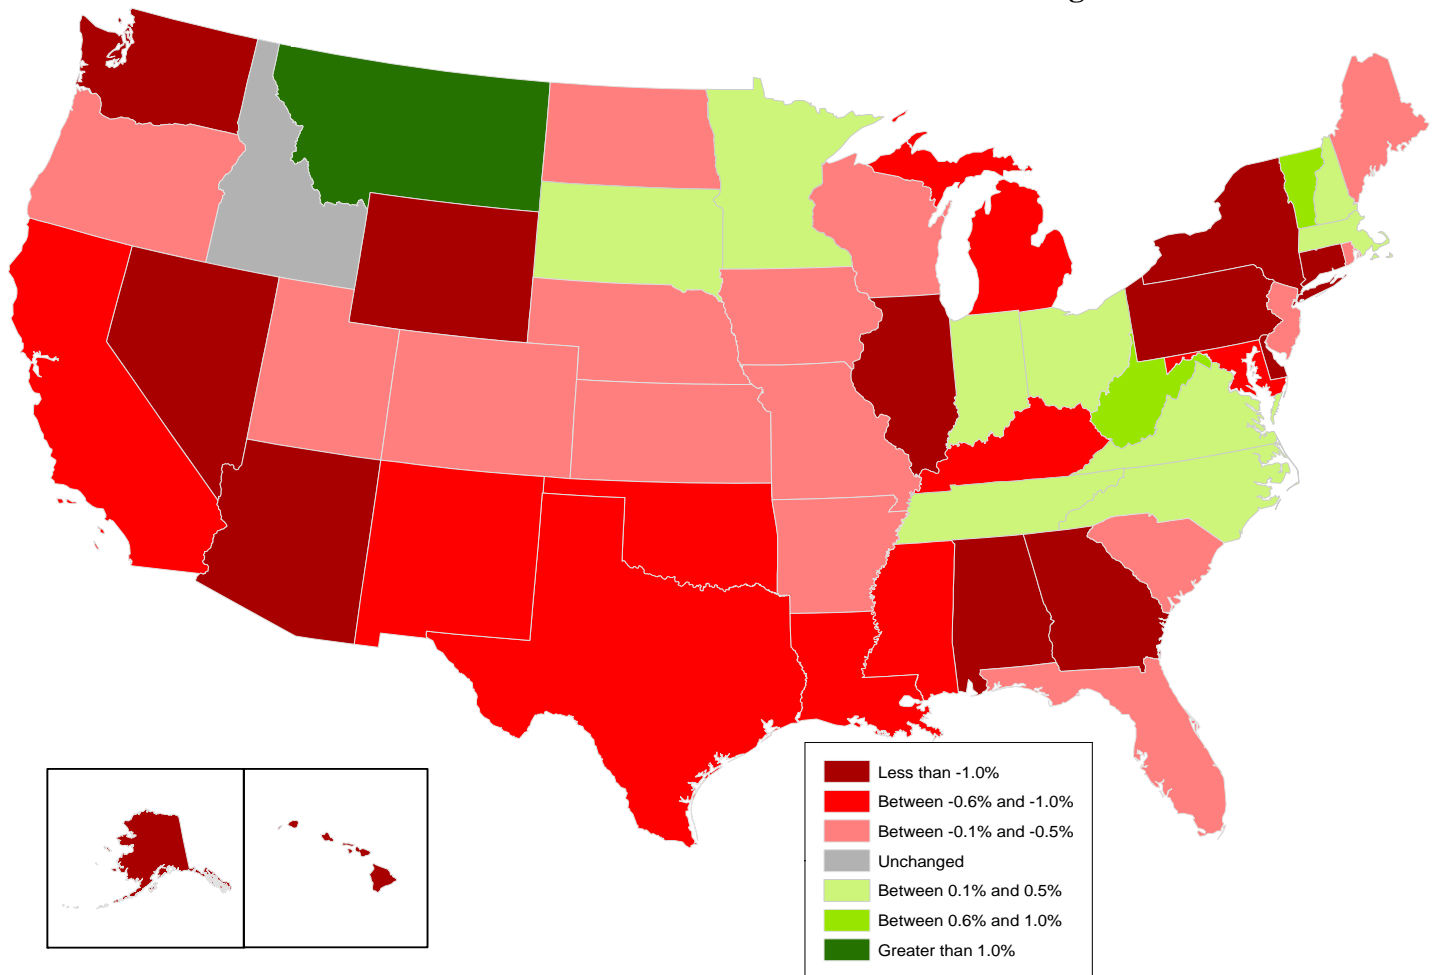 Less than -1.0%
Between -0.6% and -1.0%
Between -0.1% and -0.5%
Unchanged
Between 0.1% and 0.5%
Between 0.6% and 1.0%
Greater than 1.0%